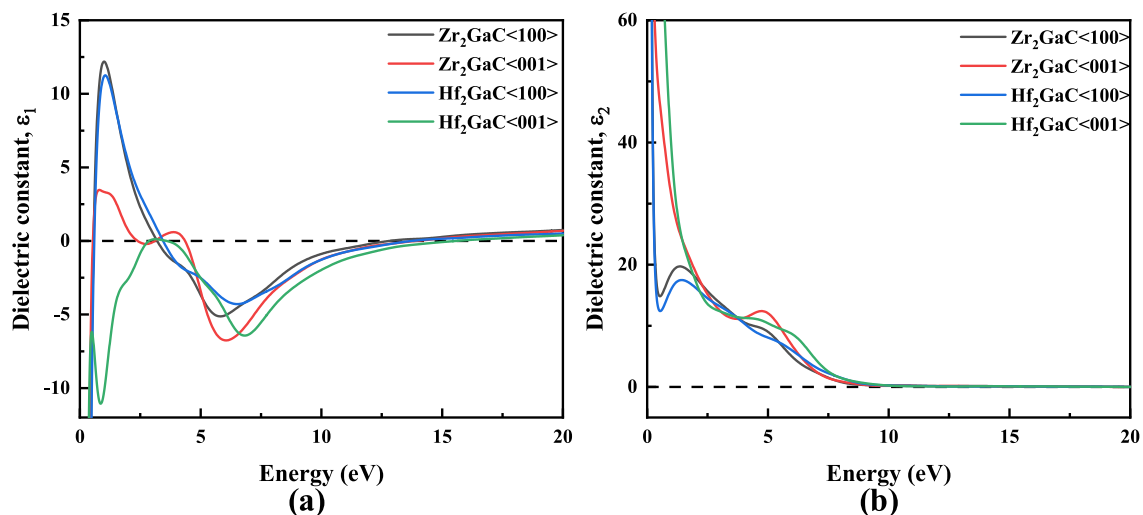 15
10
5
0
-5
-10
0
5
10
15
20
Dielectric constant, ε₁
Energy (eV)
Zr₂GaC<100>
Zr₂GaC<001>
Hf₂GaC<100>
Hf₂GaC<001>
(a)
60
40
20
0
0
5
10
15
20
Dielectric constant, ε₂
Energy (eV)
Zr₂GaC<100>
Zr₂GaC<001>
Hf₂GaC<100>
Hf₂GaC<001>
(b)